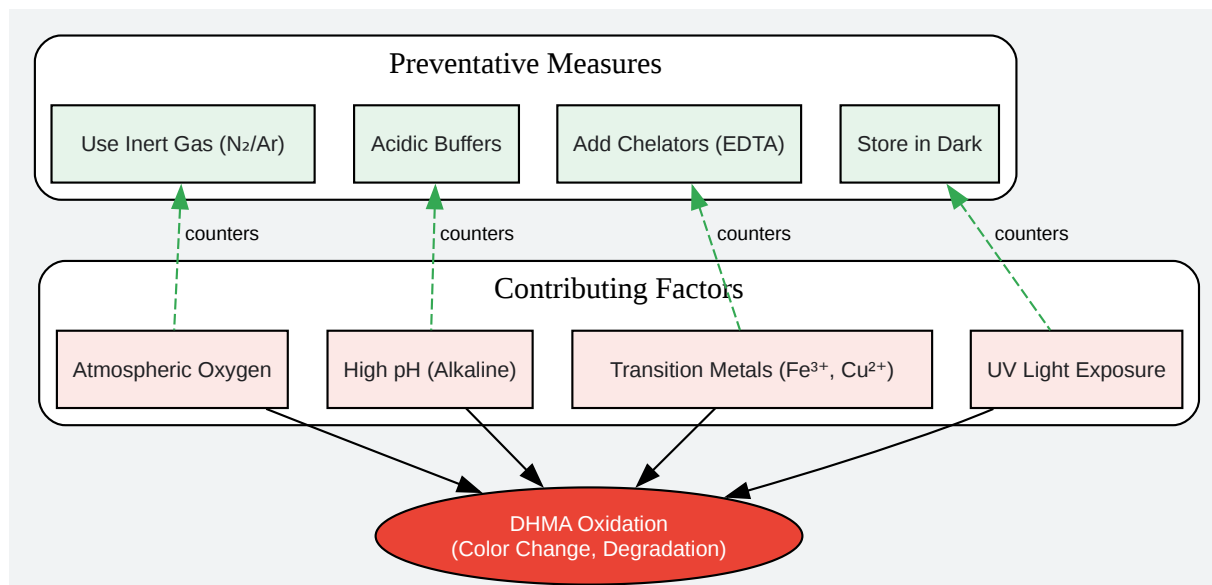 Preventative Measures
Use Inert Gas (N₂/Ar)
Acidic Buffers
Add Chelators (EDTA)
Store in Dark
counters
counters
counters
counters
Contributing Factors
Atmospheric Oxygen
High pH (Alkaline)
Transition Metals (Fe³⁺, Cu²⁺)
UV Light Exposure
DHMA Oxidation
(Color Change, Degradation)